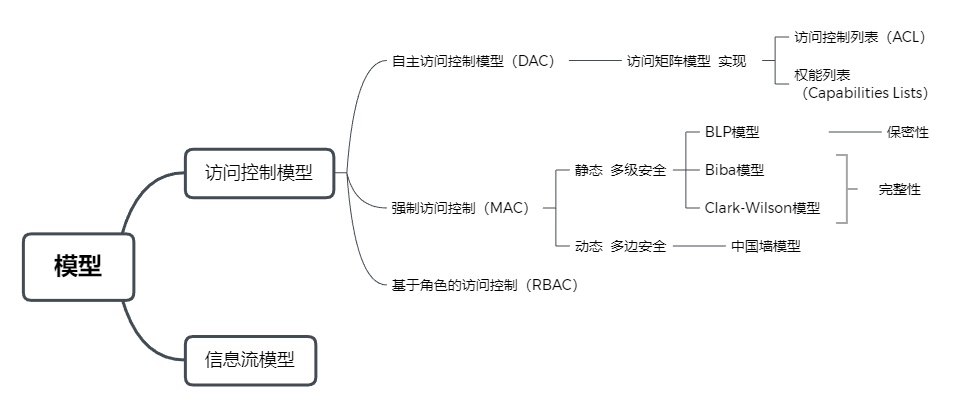 模型
访问控制模型
自主访问控制模型（DAC）
访问矩阵模型 实现
访问控制列表（ACL）
权能列表
（Capabilities Lists）
强制访问控制（MAC）
静态 多级安全
BLP模型
保密性
Biba模型
Clark-Wilson模型
完整性
动态 多边安全
中国墙模型
基于角色的访问控制（RBAC）
信息流模型